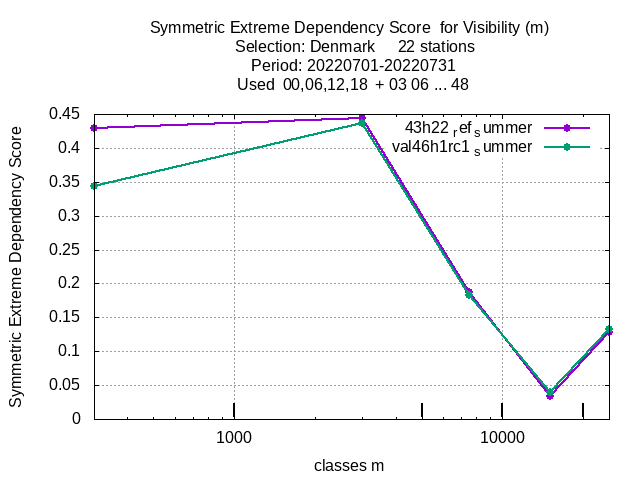 Symmetric Extreme Dependency Score  for Visibility (m)
Selection: Denmark     22 stations
Period: 20220701-20220731
Used  00,06,12,18  + 03 06 ... 48
Symmetric Extreme Dependency Score
0.45
0.4
0.35
0.3
0.25
0.2
0.15
0.1
0.05
0
43h22refsummer
val46h1rc1summer
1000
10000
classes m